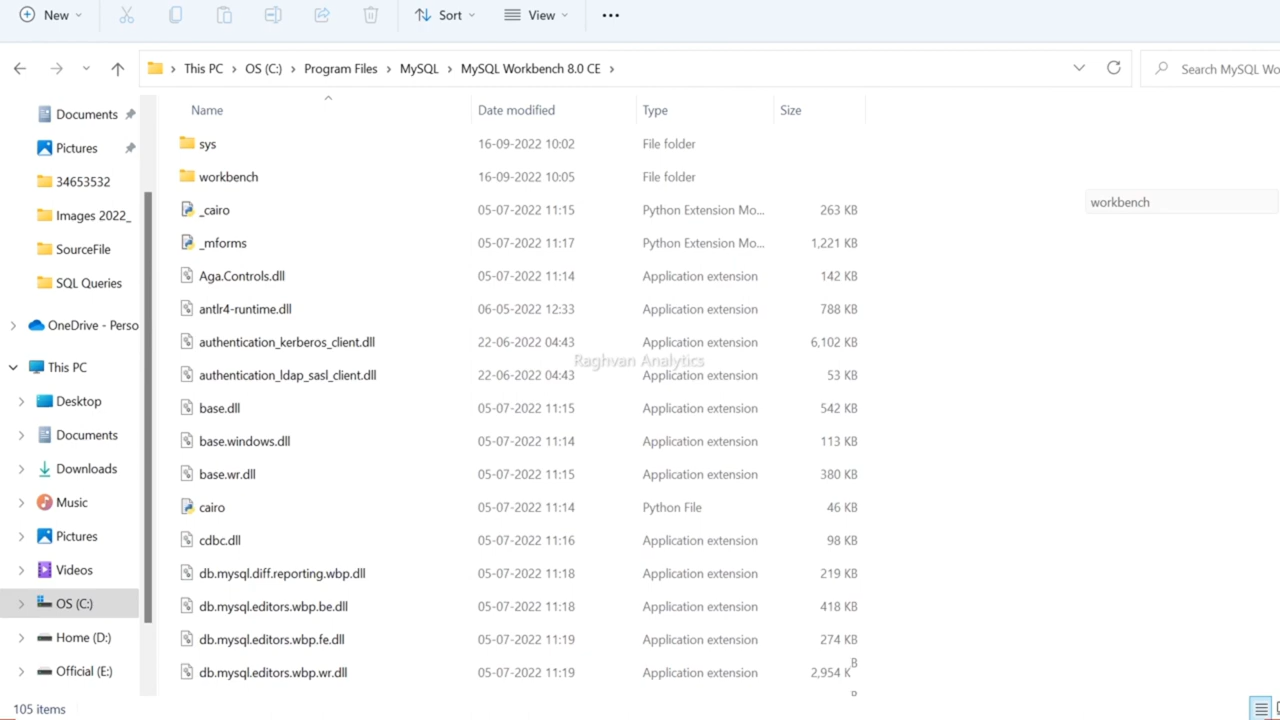 New
Sort
View
This PC > OS (C:) > Program Files > MySQL > MySQL Workbench 8.0 CE >
Search MySQL Wo
Documents
Pictures
34653532
Images 2022_
SourceFile
SQL Queries
OneDrive - Perso
This PC
Desktop
Documents
Downloads
Music
Pictures
Videos
OS (C:)
Home (D:)
Official (E:)
Name Date modified Type Size
sys 16-09-2022 10:02 File folder
workbench 16-09-2022 10:05 File folder
_cairo 05-07-2022 11:15 Python Extension Mo... 263 KB
_mforms 05-07-2022 11:17 Python Extension Mo... 1,221 KB
Aga.Controls.dll 05-07-2022 11:14 Application extension 142 KB
antlr4-runtime.dll 06-05-2022 12:33 Application extension 788 KB
authentication_kerberos_client.dll 22-06-2022 04:43 Application extension 6,102 KB
authentication_ldap_sasl_client.dll 22-06-2022 04:43 Application extension 53 KB
base.dll 05-07-2022 11:15 Application extension 542 KB
base.windows.dll 05-07-2022 11:14 Application extension 113 KB
base.wr.dll 05-07-2022 11:15 Application extension 380 KB
cairo 05-07-2022 11:14 Python File 46 KB
cdbc.dll 05-07-2022 11:16 Application extension 98 KB
db.mysql.diff.reporting.wbp.dll 05-07-2022 11:18 Application extension 219 KB
db.mysql.editors.wbp.be.dll 05-07-2022 11:18 Application extension 418 KB
db.mysql.editors.wbp.fe.dll 05-07-2022 11:19 Application extension 274 KB
db.mysql.editors.wbp.wr.dll 05-07-2022 11:19 Application extension 2,954 K
B
workbench
Raghvan Analytics
105 items